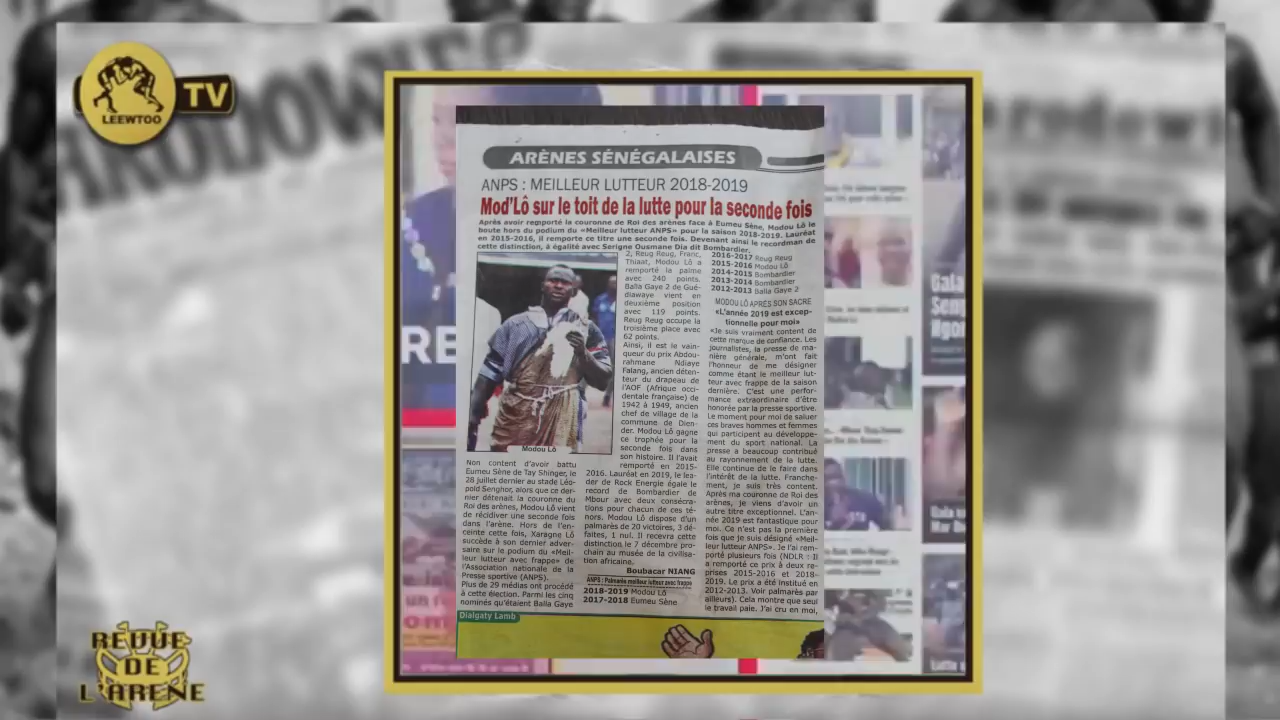 LEEWTOO
TV
ARÈNES SÉNÉGALAISES
ANPS : MEILLEUR LUTTEUR 2018-2019
Mod'Lô sur le toit de la lutte pour la seconde fois
Après avoir remporté la couronne de Roi des arènes face à Eumeu Sène, Modou Lô le
boute hors du podium du «Meilleur lutteur ANPS» pour la saison 2018-2019. Lauréat
en 2015-2016, il remporte ce titre une seconde fois. Devenant ainsi le recordman de
cette distinction, à égalité avec Serigne Ousmane Dia dit Bombardier.
Modou Lô
Non content d'avoir battu
Eumeu Sène de Tay Shinger, le
28 juillet dernier au stade Léo-
pold Senghor, alors que ce der-
nier détenait la couronne du
Roi des arènes, Modou Lô vient
de récidiver une seconde fois
dans l'arène. Hors de l'en-
ceinte cette fois, Xaragne Lô
succède à son dernier adver-
saire sur le podium du «Meil-
leur lutteur avec frappe» de
l'Association nationale de la
Presse sportive (ANPS).
Plus de 29 médias ont procédé
à cette élection. Parmi les cinq
nominés qu'étaient Balla Gaye
2, Reug Reug, Franc,
Thiaat, Modou Lô a
remporté la palme
avec 240 points.
Balla Gaye 2 de Gué-
diawaye vient en
deuxième position
avec 119 points.
Reug Reug occupe la
troisième place avec
62 points.
Ainsi, il est le vain-
queur du prix Abdou-
rahmane Ndiaye
Falang, ancien déten-
teur du drapeau de
l'AOF (Afrique occi-
dentale française) de
1942 à 1949, ancien
chef de village de la
commune de Dien-
der. Modou Lô gagne
ce trophée pour la
seconde fois dans
son histoire. Il l'avait
remporté en 2015-
2016. Lauréat en 2019, le lea-
der de Rock Energie égale le
record de Bombardier de
Mbour avec deux consécra-
tions pour chacun de ces té-
nors. Modou Lô dispose d'un
palmarès de 20 victoires, 3 dé-
faites, 1 nul. Il recevra cette
distinction le 7 décembre pro-
chain au musée de la civilisa-
tion africaine.
Boubacar NIANG
ANPS : Palmarès meilleur lutteur avec frappe
2018-2019 Modou Lô
2017-2018 Eumeu Sène
2016-2017 Reug Reug
2015-2016 Modou Lô
2014-2015 Bombardier
2013-2014 Bombardier
2012-2013 Balla Gaye 2
MODOU LÔ APRÈS SON SACRE
«L'année 2019 est excep-
tionnelle pour moi»
«Je suis vraiment content de
cette marque de confiance. Les
journalistes, la presse de ma-
nière générale, m'ont fait
l'honneur de me désigner
comme étant le meilleur lut-
teur avec frappe de la saison
dernière. C'est une perfor-
mance extraordinaire d'être
honorée par la presse sportive.
Le moment pour moi de saluer
ces braves hommes et femmes
qui participent au développe-
ment du sport national. La
presse a beaucoup contribué
au rayonnement de la lutte.
Elle continue de le faire dans
l'intérêt de la lutte. Franche-
ment, je suis très content.
Après ma couronne de Roi des
arènes, je viens d'avoir un
autre titre exceptionnel. L'an-
née 2019 est fantastique pour
moi. Ce n'est pas la première
fois que je suis désigné «Meil-
leur lutteur ANPS». Je l'ai rem-
porté plusieurs fois (NDLR : Il
a remporté ce prix à deux re-
prises 2015-2016 et 2018-
2019. Le prix a été institué en
2012-2013. Voir palmarès par
ailleurs). Cela montre que seul
le travail paie. J'ai cru en moi,
Dialgaty Lamb
REVUE
DE
L'ARENE